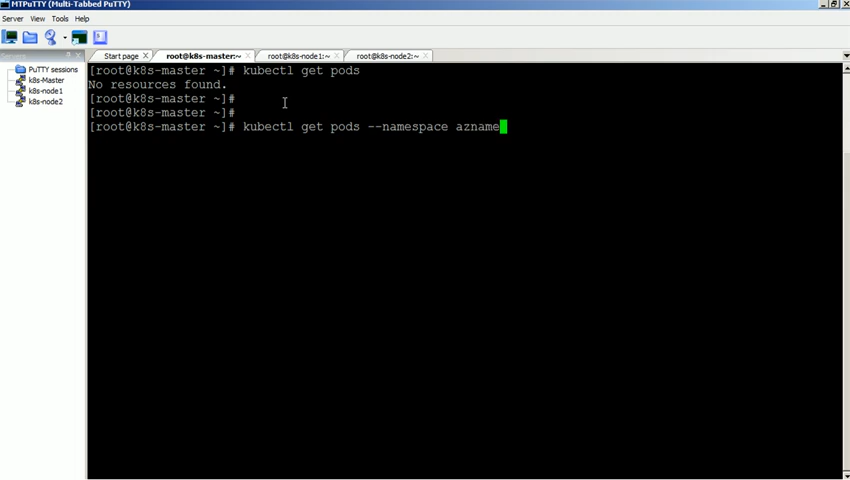 MTPuTTY (Multi-Tabbed PuTTY)
Server View Tools Help
Start page root@k8s-master:~ root@k8s-node1:~ root@k8s-node2:~
PuTTY sessions
k8s-Master
k8s-node1
k8s-node2
[root@k8s-master ~]# kubectl get pods
No resources found.
[root@k8s-master ~]#
[root@k8s-master ~]#
[root@k8s-master ~]# kubectl get pods --namespace azname